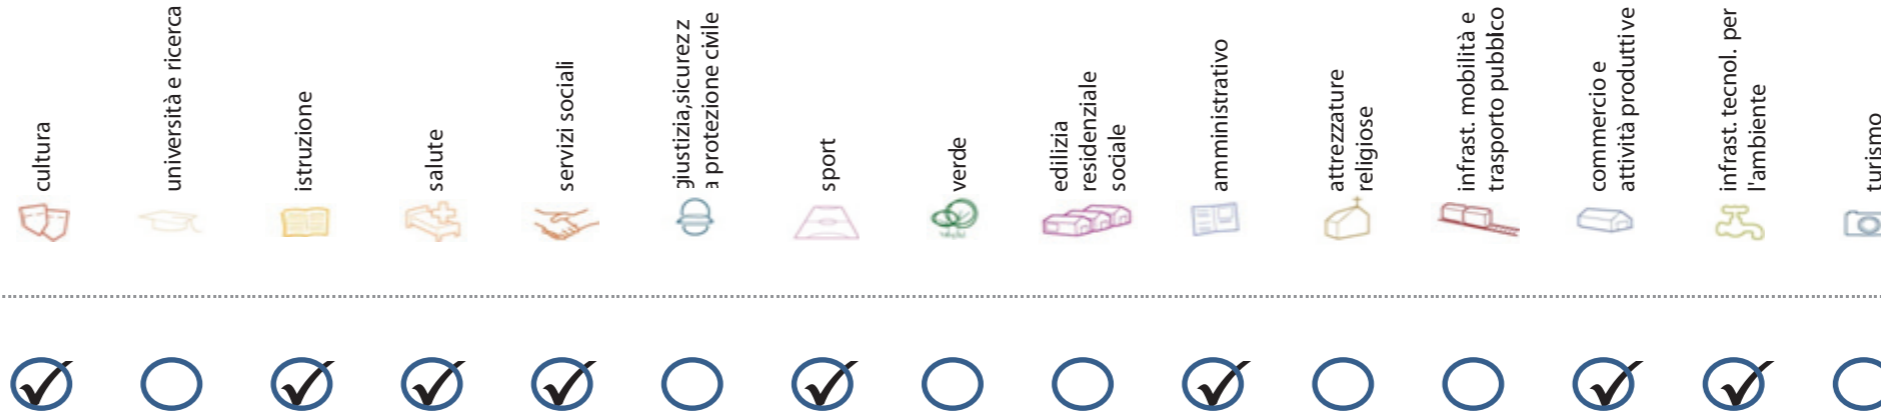 cultura
università e ricerca
istruzione
salute
servizi sociali
giustizia,sicurez z
a protezione civile
sport
verde
edilizia
residenziale
sociale
amministrativo
attrezzature
religiose
infrast. mobilità e
trasporto pubblico
commercio e
attività produttive
infrast. tecnol. per
l'ambiente
turismo